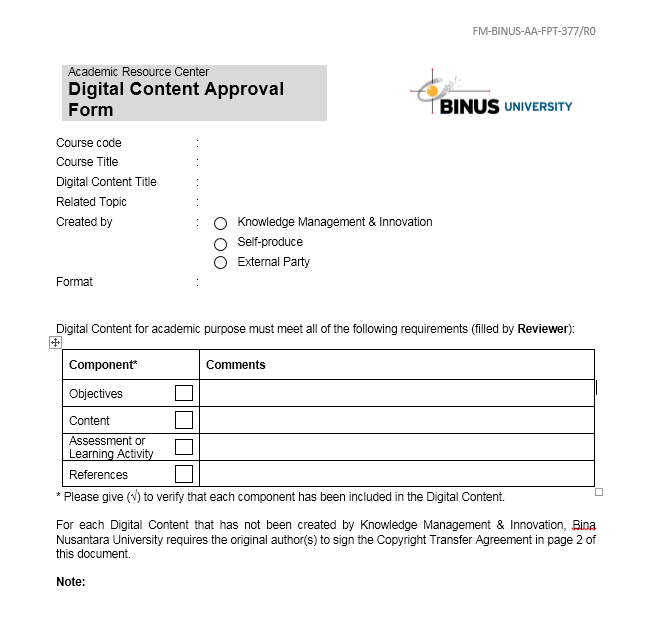 FM-BINUS-AA-FPT-377/R0
Academic Resource Center
Digital Content Approval
Form
BINUS UNIVERSITY
Course code :
Course Title :
Digital Content Title :
Related Topic :
Created by : Knowledge Management & Innovation
Self-produce
External Party
Format :
Digital Content for academic purpose must meet all of the following requirements (filled by Reviewer):
Component* Comments
Objectives
Content
Assessment or
Learning Activity
References
* Please give (√) to verify that each component has been included in the Digital Content.
For each Digital Content that has not been created by Knowledge Management & Innovation, Bina
Nusantara University requires the original author(s) to sign the Copyright Transfer Agreement in page 2 of
this document.
Note: